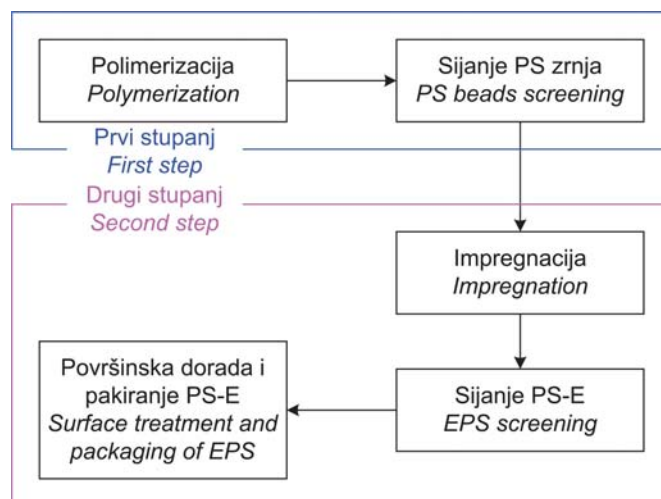 Polimerizacija
Polymerization
Sijanje PS zrnja
PS beads screening
Prvi stupanj
First step
Drugi stupanj
Second step
Impregnacija
Impregnation
Površinska dorada i
pakiranje PS-E
Surface treatment and
packaging of EPS
Sijanje PS-E
EPS screening